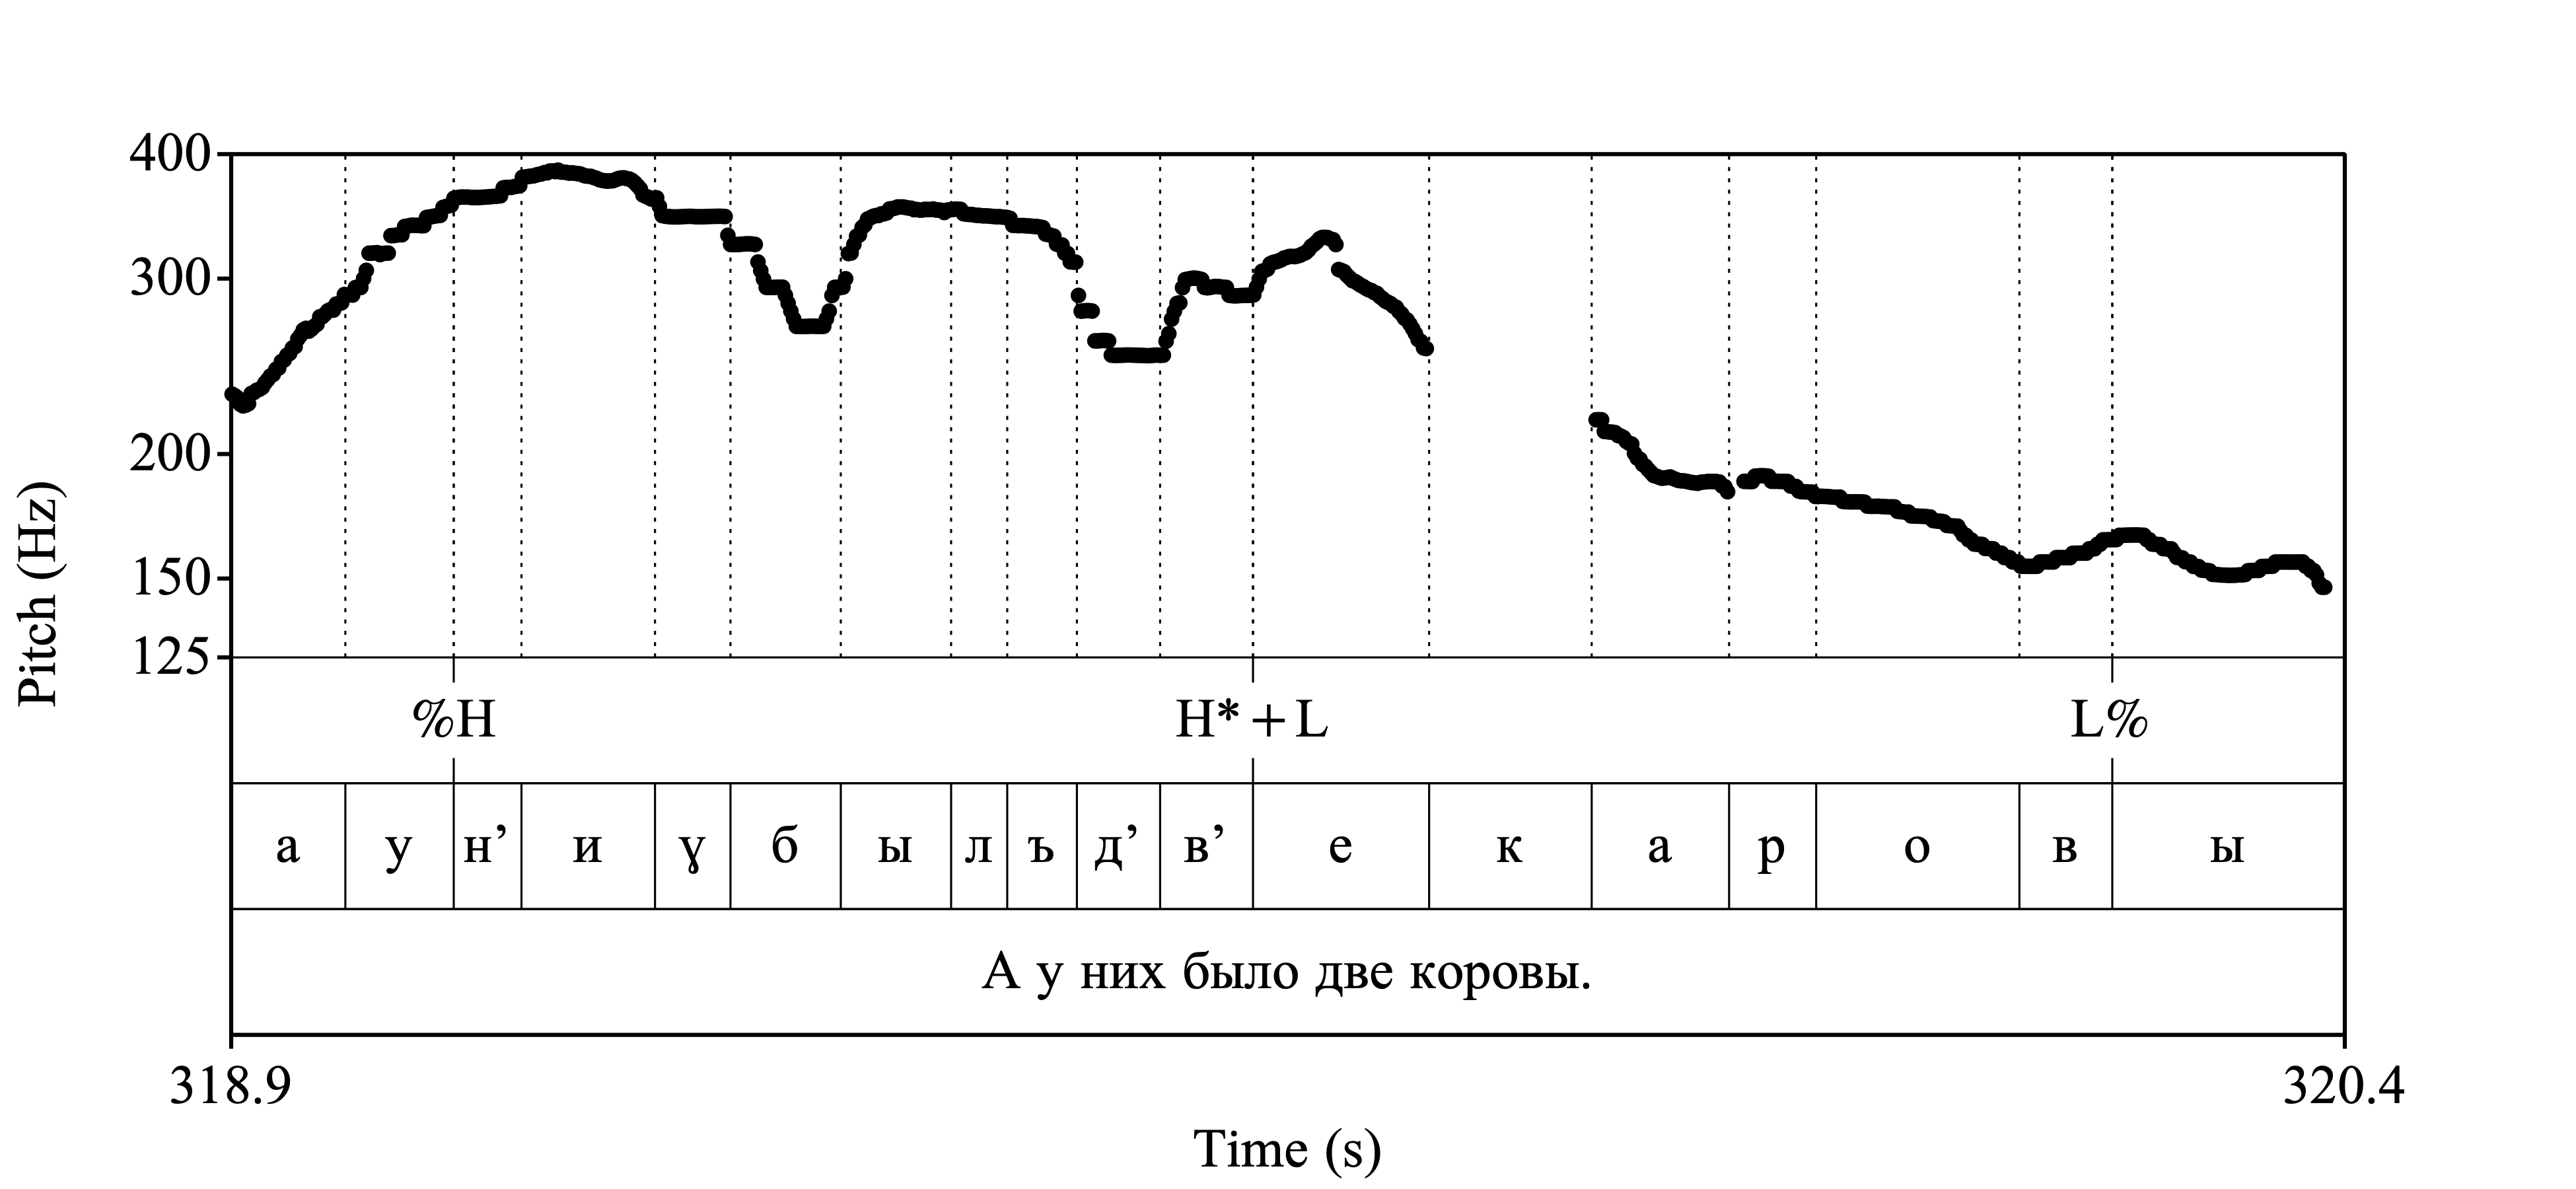 400
300
200
150
125
Pitch (Hz)
%H H*+L L%
а у н’ и ɣ б ы л ъ д’ в’ е к а р о в ы
А у них было две коровы.
318.9 320.4
Time (s)